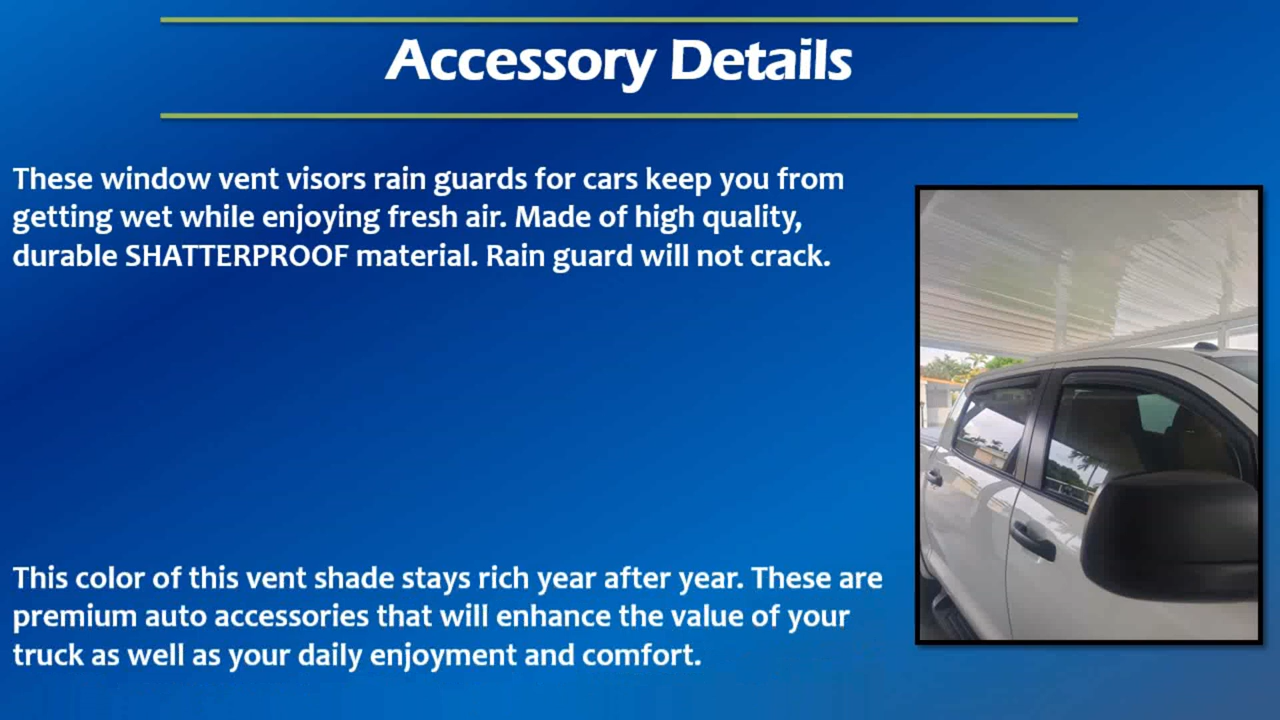 Accessory Details
These window vent visors rain guards for cars keep you from
getting wet while enjoying fresh air. Made of high quality,
durable SHATTERPROOF material. Rain guard will not crack.
This color of this vent shade stays rich year after year. These are
premium auto accessories that will enhance the value of your
truck as well as your daily enjoyment and comfort.